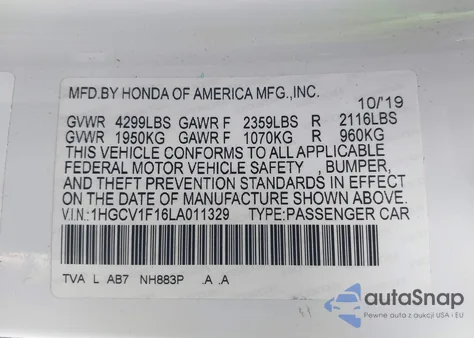 MFD.BY HONDA OF AMERICA MFG.,INC.
10/'19
GVWR 4299LBS GAWR F 2359LBS R 2116LBS
GVWR 1950KG GAWR F 1070KG R 960KG
THIS VEHICLE CONFORMS TO ALL APPLICABLE
FEDERAL MOTOR VEHICLE SAFETY , BUMPER,
AND THEFT PREVENTION STANDARDS IN EFFECT
ON THE DATE OF MANUFACTURE SHOWN ABOVE.
V.I.N.:1HGCV1F16LA011329 TYPE:PASSENGER CAR
TVA L AB7 NH883P .A .A
autoSnap
Pewne auta z aukcji USA i EU